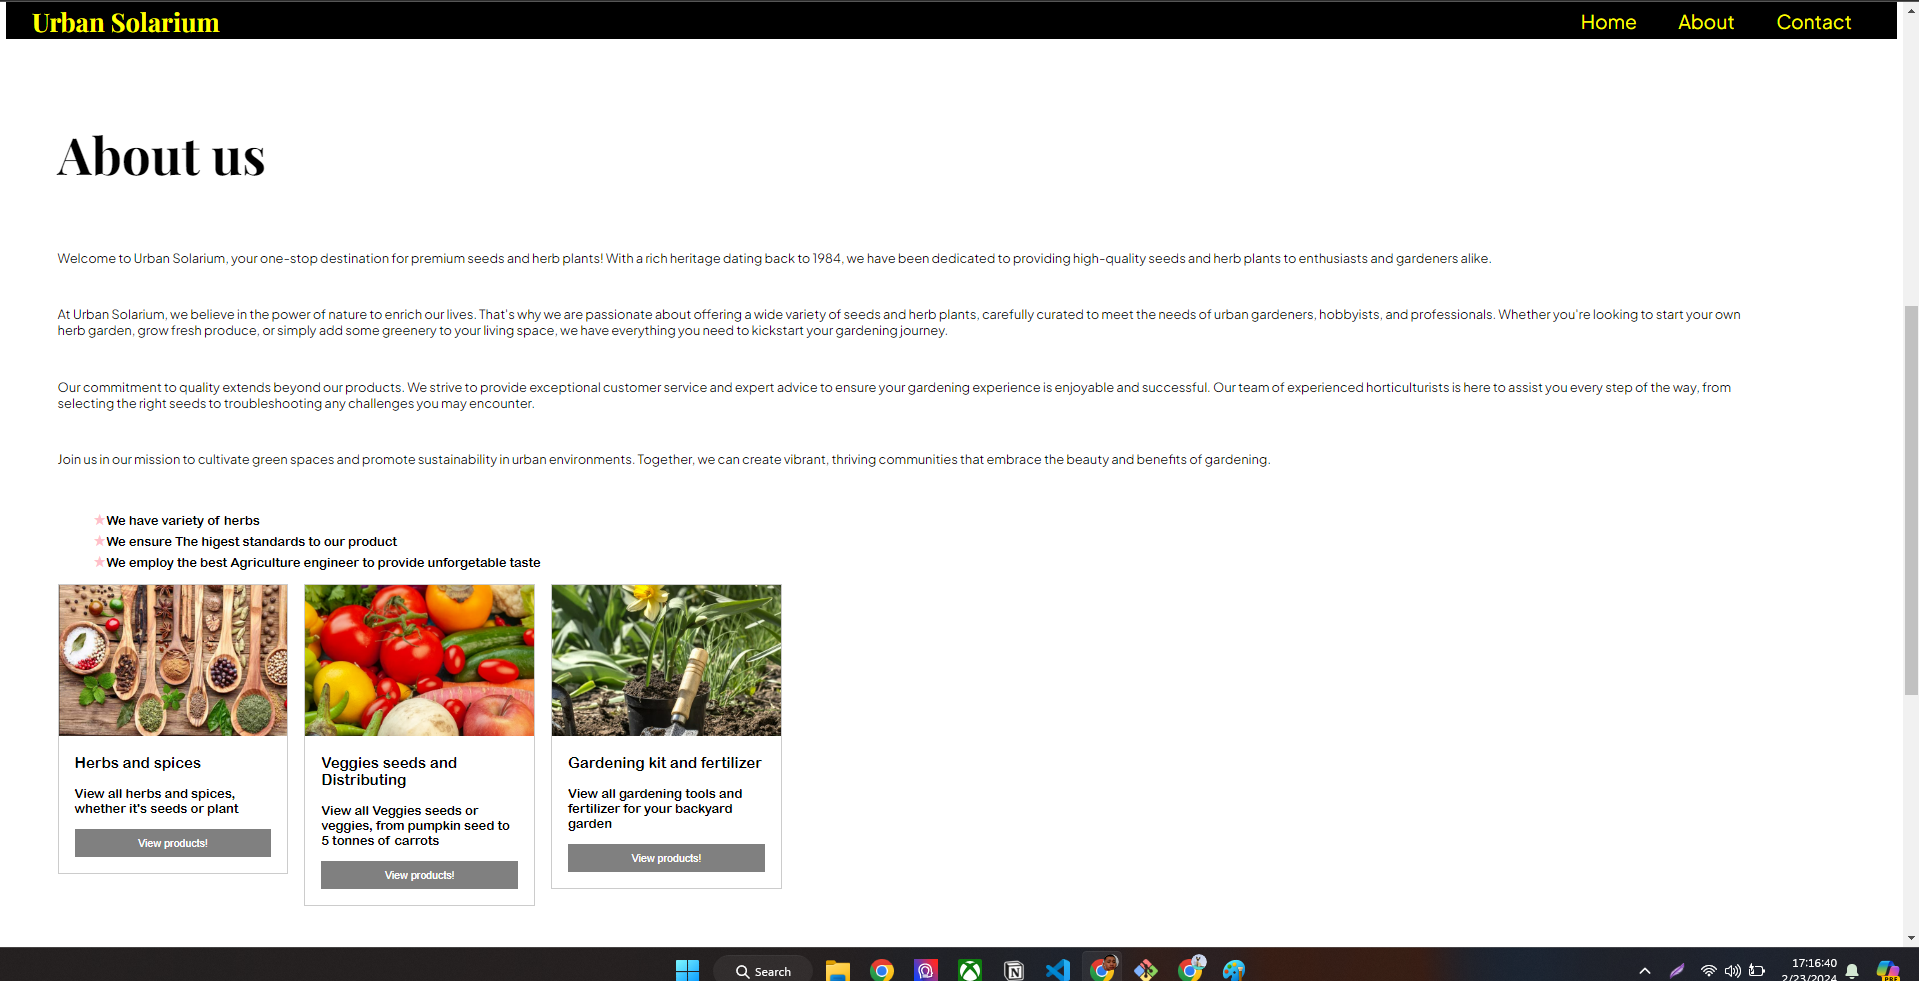 Urban Solarium
Home About Contact
About us
Welcome to Urban Solarium, your one-stop destination for premium seeds and herb plants! With a rich heritage dating back to 1984, we have been dedicated to providing high-quality seeds and herb plants to enthusiasts and gardeners alike.
At Urban Solarium, we believe in the power of nature to enrich our lives. That's why we are passionate about offering a wide variety of seeds and herb plants, carefully curated to meet the needs of urban gardeners, hobbyists, and professionals. Whether you're looking to start your own
herb garden, grow fresh produce, or simply add some greenery to your living space, we have everything you need to kickstart your gardening journey.
Our commitment to quality extends beyond our products. We strive to provide exceptional customer service and expert advice to ensure your gardening experience is enjoyable and successful. Our team of experienced horticulturists is here to assist you every step of the way, from
selecting the right seeds to troubleshooting any challenges you may encounter.
Join us in our mission to cultivate green spaces and promote sustainability in urban environments. Together, we can create vibrant, thriving communities that embrace the beauty and benefits of gardening.
★We have variety of herbs
★We ensure The higest standards to our product
★We employ the best Agriculture engineer to provide unforgetable taste
Herbs and spices
View all herbs and spices,
whether it's seeds or plant
View products!
Veggies seeds and
Distributing
View all Veggies seeds or
veggies, from pumpkin seed to
5 tonnes of carrots
View products!
Gardening kit and fertilizer
View all gardening tools and
fertilizer for your backyard
garden
View products!
Search
17:16:40
2/23/2024
PRE